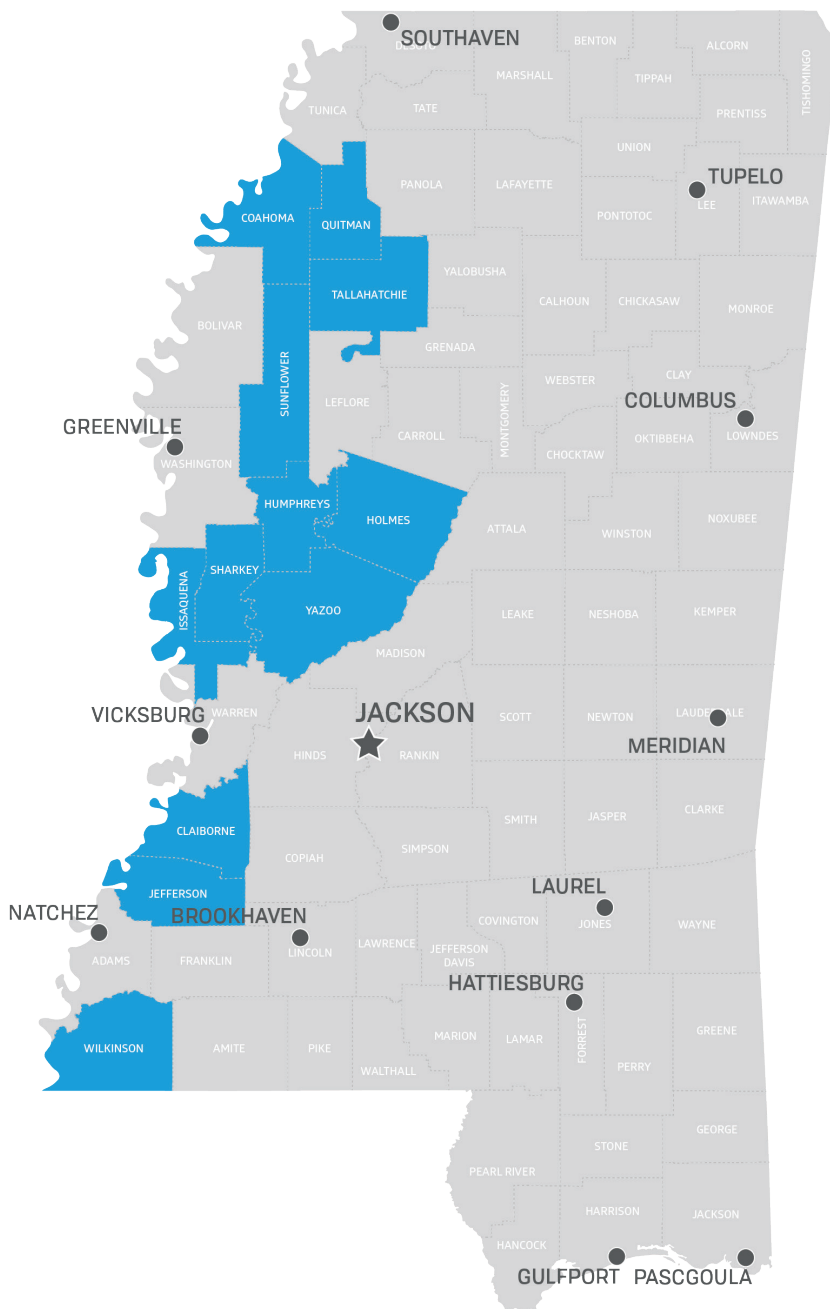 SOUTHAVEN
DESOTO
BENTON
ALCORN
MARSHALL
TIPPAH
TISHOMINGO
TUNICA
TATE
PRENTISS
UNION
PANOLA
LAFAYETTE
TUPELO
LEE
ITAWAMBA
COAHOMA
QUITMAN
PONTOTOC
YALOBUSHA
TALLAHATCHIE
CALHOUN
CHICKASAW
MONROE
BOLIVAR
GRENADA
SUNFLOWER
WEBSTER
CLAY
LEFLORE
MONTGOMERY
COLUMBUS
GREENVILLE
CARROLL
OKTIBBEHA
LOWNDES
WASHINGTON
CHOCKTAW
HUMPHREYS
HOLMES
ATTALA
WINSTON
NOXUBEE
SHARKEY
ISSAQUENA
YAZOO
LEAKE
NESHOBA
KEMPER
MADISON
VICKSBURG
WARREN
JACKSON
SCOTT
NEWTON
LAUDERDALE
MERIDIAN
HINDS
RANKIN
CLAIBORNE
SMITH
JASPER
CLARKE
COPIAH
SIMPSON
JEFFERSON
LAUREL
NATCHEZ
BROOKHAVEN
COVINGTON
JONES
WAYNE
ADAMS
FRANKLIN
LINCOLN
LAWRENCE
JEFFERSON
DAVIS
HATTIESBURG
WILKINSON
AMITE
PIKE
WALTHALL
MARION
LAMAR
FORREST
PERRY
GREENE
STONE
GEORGE
PEARL RIVER
HARRISON
JACKSON
HANCOCK
GULFPORT
PASCGOULA